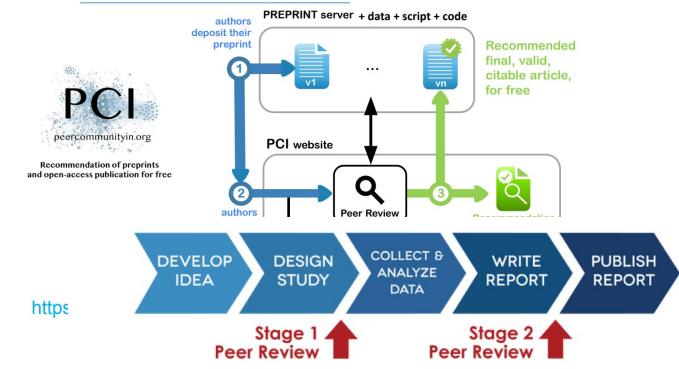 PREPRINT server + data + script + code
authors
deposit their
preprint
1
v1
...
vn
Recommended
final, valid,
citable article,
for free
PCI
peercommunityin.org
Recommendation of preprints
and open-access publication for free
PCI website
2
authors
Peer Review
3
Recommendation
DEVELOP
IDEA
DESIGN
STUDY
COLLECT &
ANALYZE
DATA
WRITE
REPORT
PUBLISH
REPORT
https
Stage 1
Peer Review
Stage 2
Peer Review